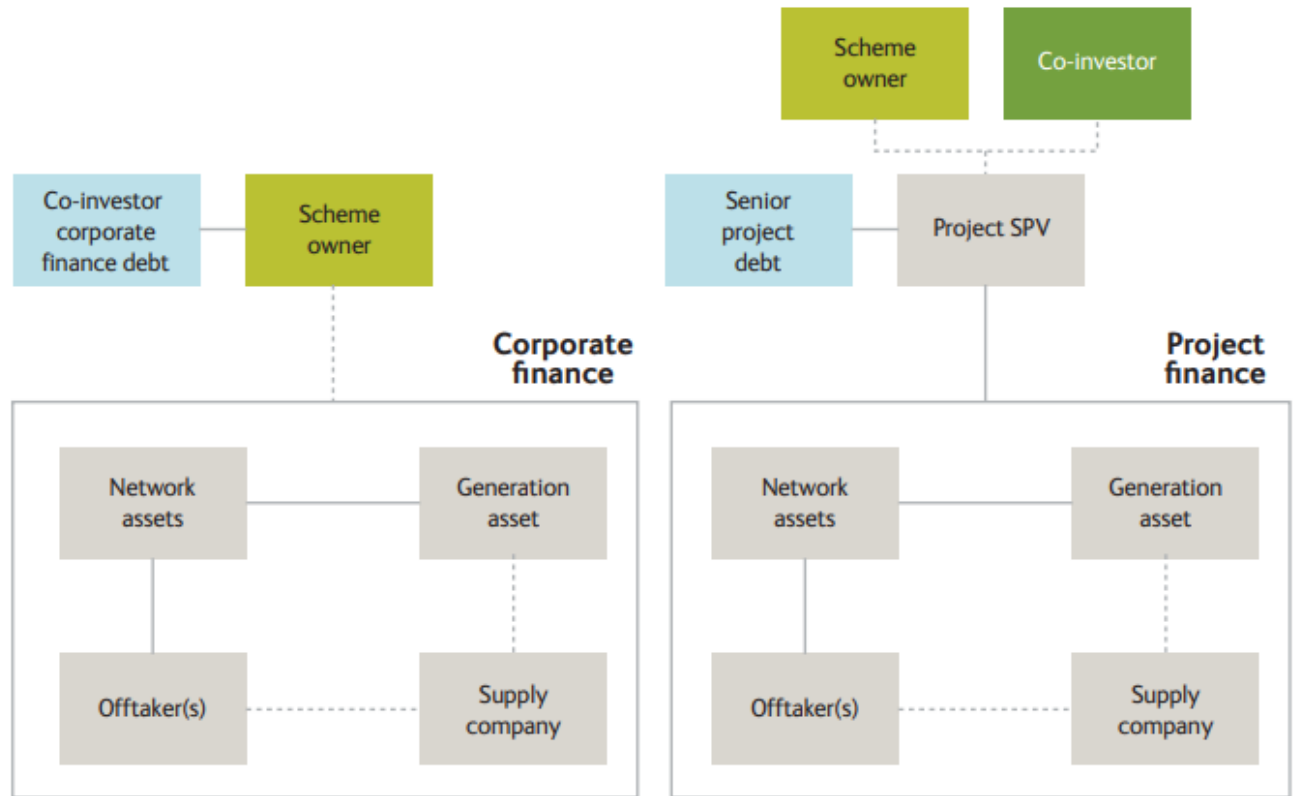 Scheme
owner
Co-investor
Co-investor
corporate
finance debt
Scheme
owner
Senior
project
debt
Project SPV
Corporate
finance
Project
finance
Network
assets
Generation
asset
Network
assets
Generation
asset
Offtaker(s)
Supply
company
Offtaker(s)
Supply
company